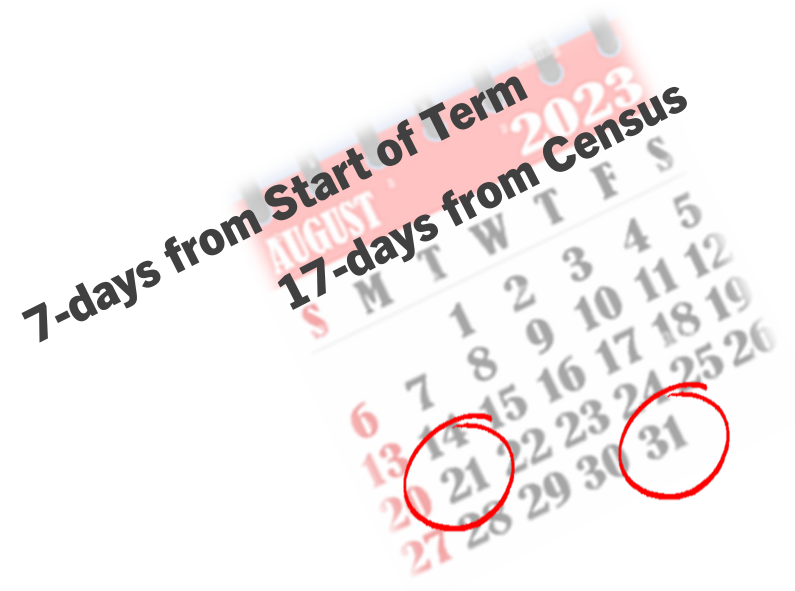 7-days from Start of Term
17-days from Census
2023
AUGUST
S M T W T F S
1 2 3 4 5
6 7 8 9 10 11 12
13 14 15 16 17 18 19
20 21 22 23 24 25 26
27 28 29 30 31